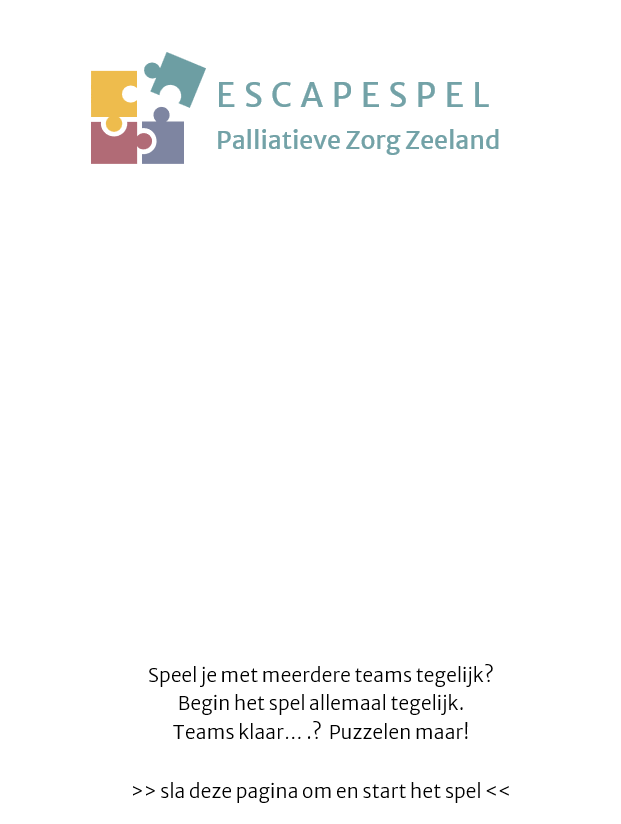 ESCAPESPEL
Palliatieve Zorg Zeeland
Speel je met meerdere teams tegelijk?
Begin het spel allemaal tegelijk.
Teams klaar... .? Puzzelen maar!
>> sla deze pagina om en start het spel <<